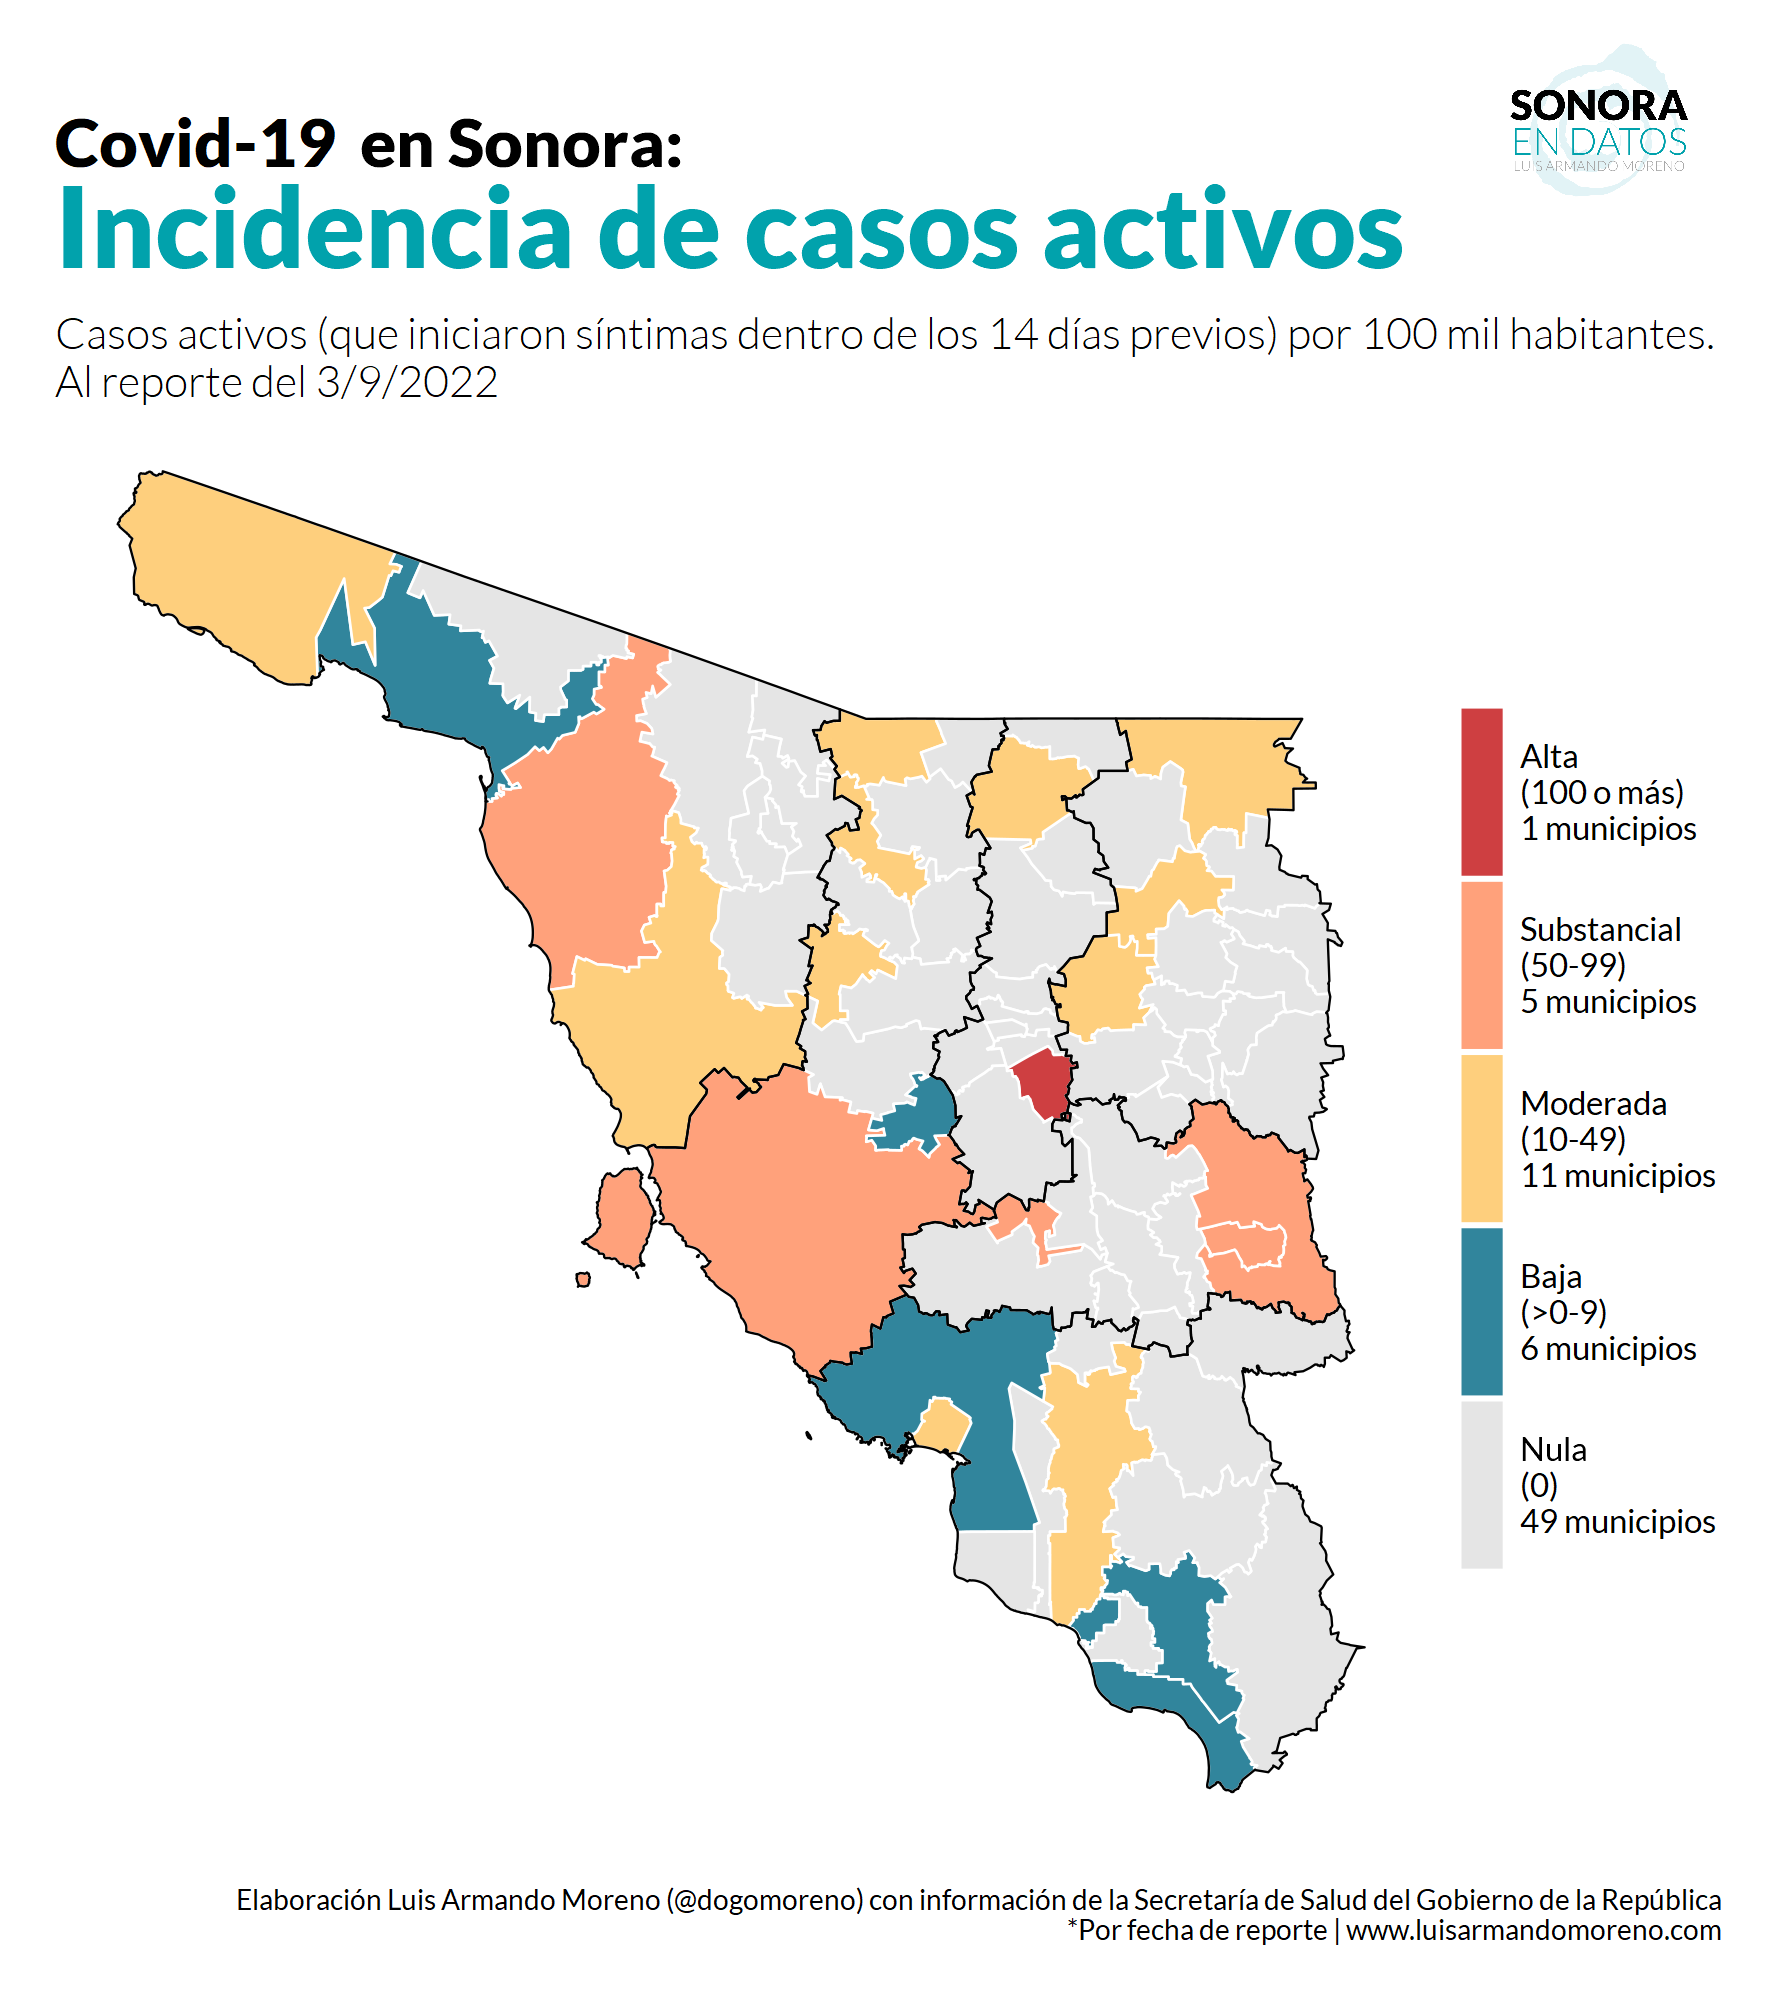 SONORA
EN DATOS
LUIS ARMANDO MORENO
Covid-19 en Sonora:
Incidencia de casos activos
Casos activos (que iniciaron síntimas dentro de los 14 días previos) por 100 mil habitantes.
Al reporte del 3/9/2022
Alta
(100 o más)
1 municipios
Substancial
(50-99)
5 municipios
Moderada
(10-49)
11 municipios
Baja
(>0-9)
6 municipios
Nula
(0)
49 municipios
Elaboración Luis Armando Moreno (@dogomoreno) con información de la Secretaría de Salud del Gobierno de la República
*Por fecha de reporte | www.luisarmandomoreno.com